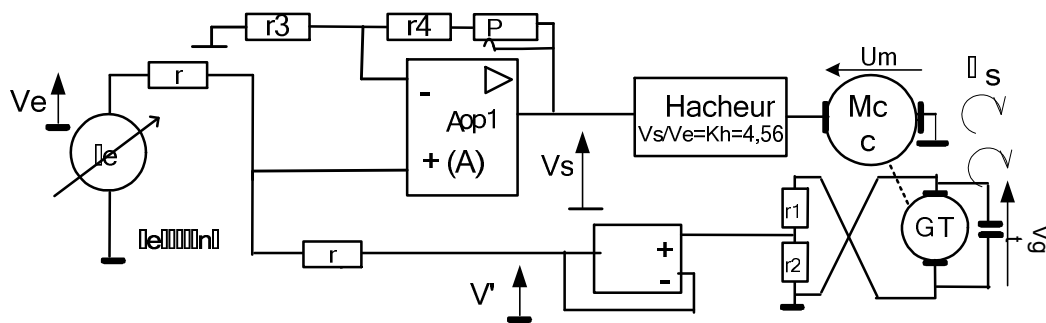 r3
r4
P
r
Ve
-
Aop1
+ (A)
Vs
Hacheur
Vs/Ve=Kh=4,56
Um
Mc
c
s
e
r
V'
+
-
r1
r2
GT
Vg